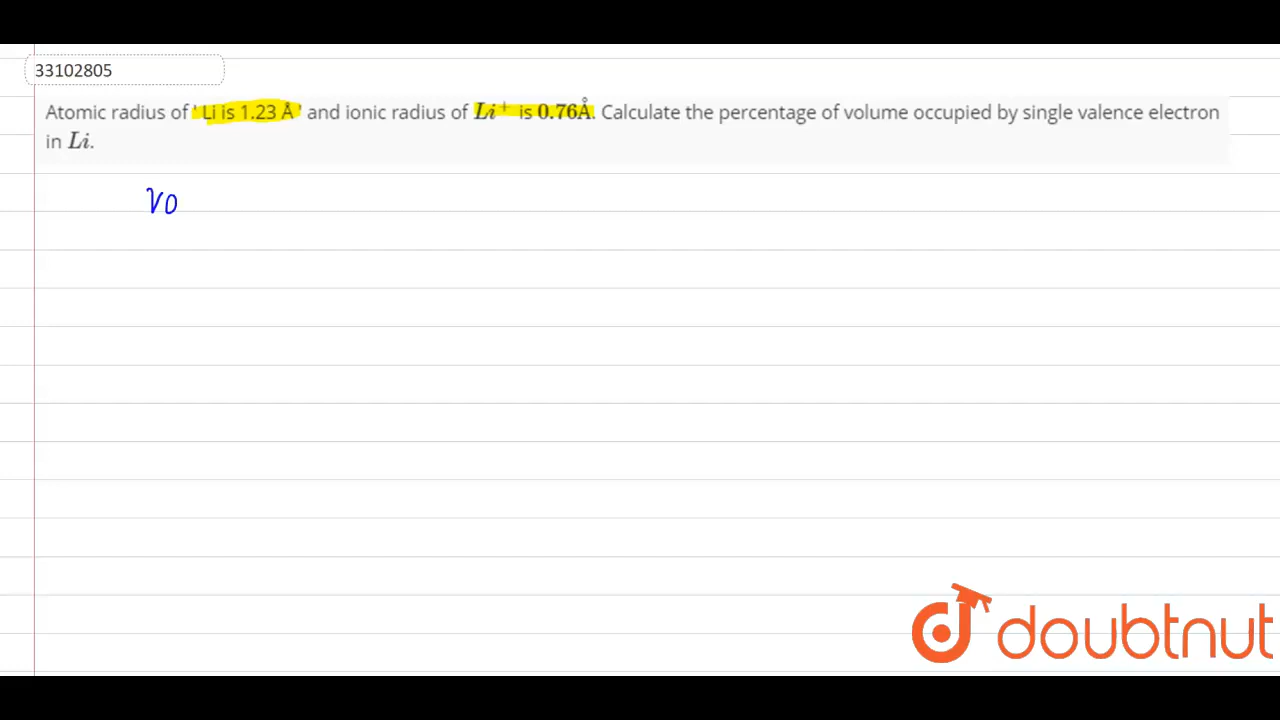 33102805
Atomic radius of ' Li is 1.23 Å ' and ionic radius of Li⁺ is 0.76Å. Calculate the percentage of volume occupied by single valence electron
in Li.
Vo
doubtnut